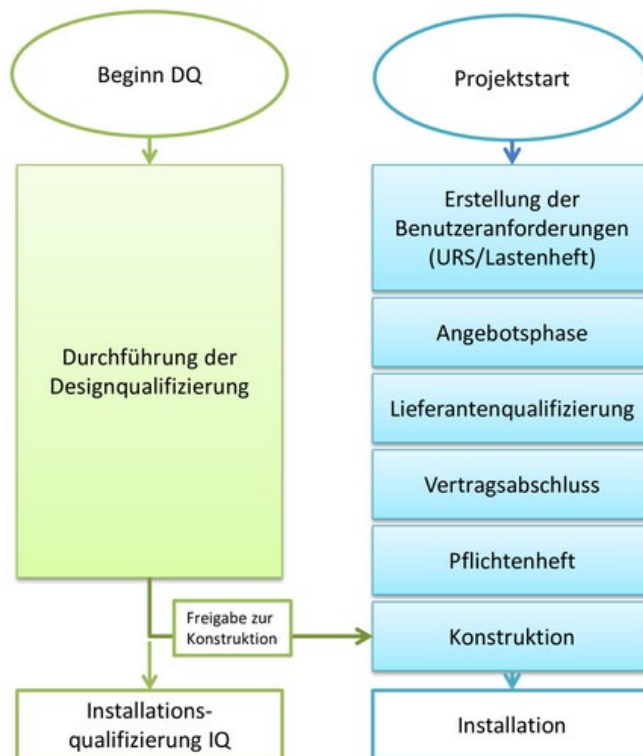 Beginn DQ
Projektstart
Durchführung der
Designqualifizierung
Erstellung der
Benutzeranforderungen
(URS/Lastenheft)
Angebotsphase
Lieferantenqualifizierung
Vertragsabschluss
Pflichtenheft
Freigabe zur
Konstruktion
Konstruktion
Installations-
qualifizierung IQ
Installation